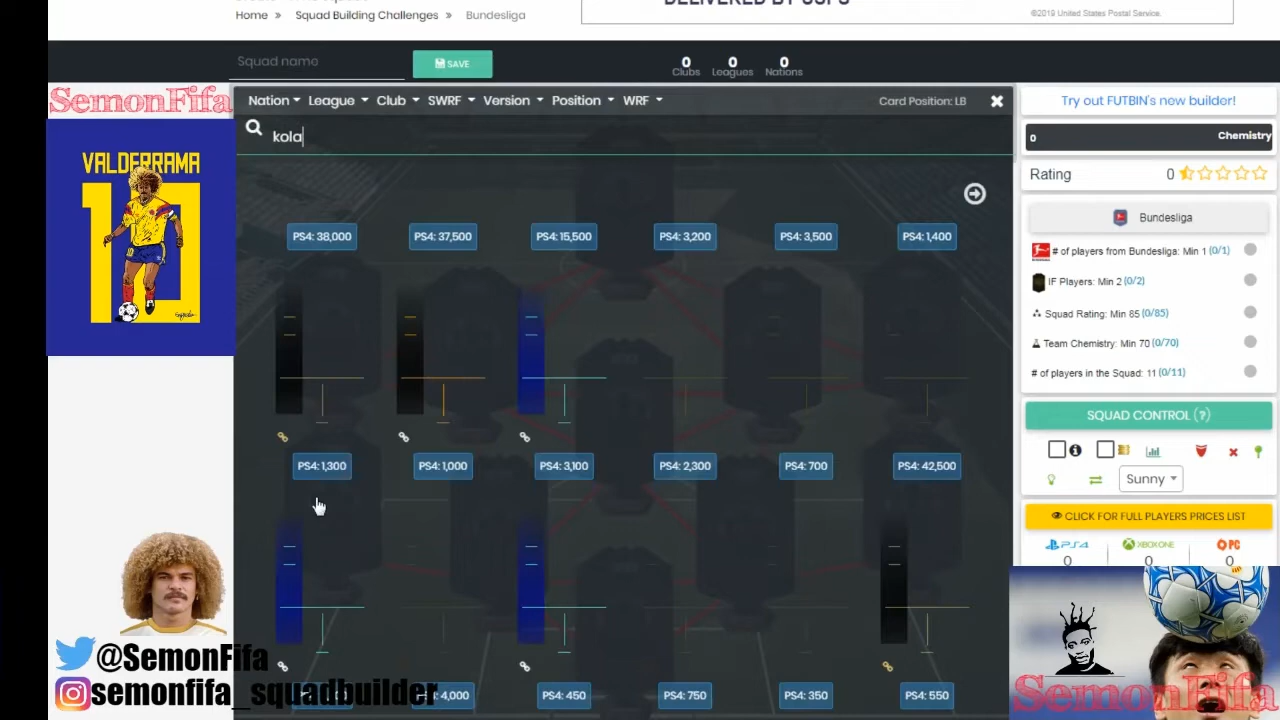 DELIVERED BY USPS
©2019 United States Postal Service.
Home » Squad Building Challenges » Bundesliga
Squad name
SAVE
0 0 0
Clubs Leagues Nations
SemonFifa
Nation League Club SWRF Version Position WRF
Card Position: LB
kola
Try out FUTBIN's new builder!
0 Chemistry
Rating 0
VALDERRAMA
10
PS4: 38,000 PS4: 37,500 PS4: 15,500 PS4: 3,200 PS4: 3,500 PS4: 1,400
Bundesliga
# of players from Bundesliga: Min 1 (0/1)
IF Players: Min 2 (0/2)
Squad Rating: Min 85 (0/85)
Team Chemistry: Min 70 (0/70)
# of players in the Squad: 11 (0/11)
SQUAD CONTROL (?)
Sunny
PS4: 1,300 PS4: 1,000 PS4: 3,100 PS4: 2,300 PS4: 700 PS4: 42,500
CLICK FOR FULL PLAYERS PRICES LIST
PS4 XBOX ONE PC
0 0 0
@SemonFifa
semonfifa_squadbuilder
4,000 PS4: 450 PS4: 750 PS4: 350 PS4: 550
SemonFifa